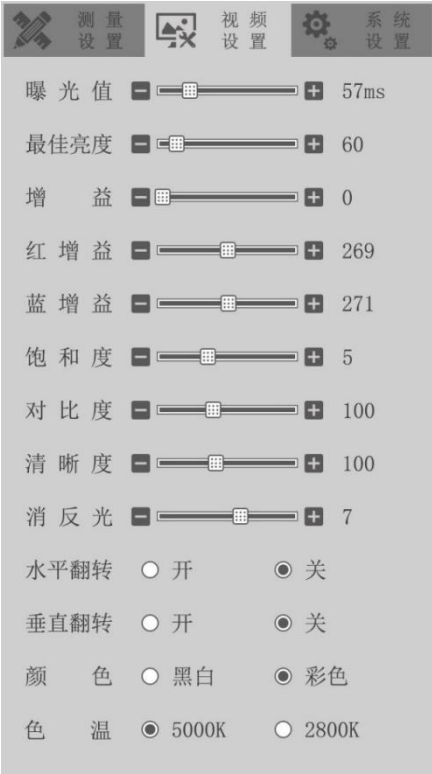 测量
设置
视频
设置
系统
设置
曝光值 57ms
最佳亮度 60
增益 0
红增益 269
蓝增益 271
饱和度 5
对比度 100
清晰度 100
消反光 7
水平翻转 开 关
垂直翻转 开 关
颜色 黑白 彩色
色温 5000K 2800K